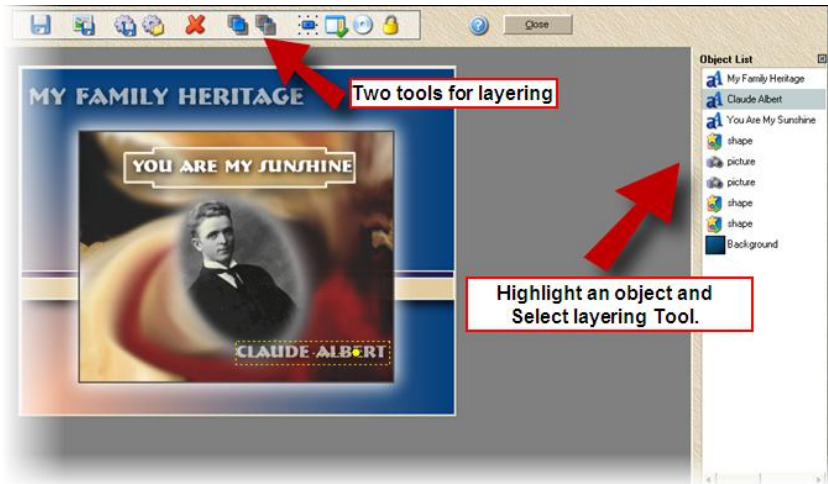 Close
Object List
My Family Heritage
Claude Albert
You Are My Sunshine
shape
picture
picture
shape
shape
Background
Two tools for layering
MY FAMILY HERITAGE
YOU ARE MY SUNSHINE
CLAUDE ALBERT
Highlight an object and
Select layering Tool.